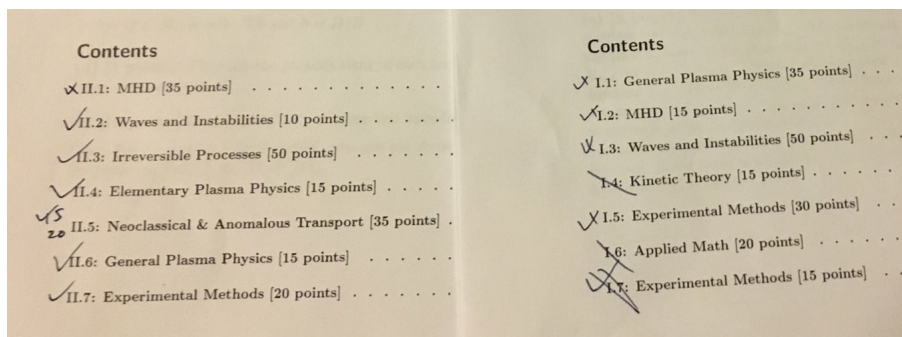 Contents
II.1: MHD [35 points] . . . . . . . . . . . . .
II.2: Waves and Instabilities [10 points] . . . . . . .
II.3: Irreversible Processes [50 points] . . . . . . .
II.4: Elementary Plasma Physics [15 points] . . . . .
II.5: Neoclassical & Anomalous Transport [35 points] .
20
II.6: General Plasma Physics [15 points] . . . . . .
II.7: Experimental Methods [20 points] . . . . . . .
Contents
I.1: General Plasma Physics [35 points] . . .
I.2: MHD [15 points] . . . . . . . . . . .
I.3: Waves and Instabilities [50 points] . . .
I.4: Kinetic Theory [15 points] . . . . . .
I.5: Experimental Methods [30 points] . .
I.6: Applied Math [20 points] . . . . . .
I.7: Experimental Methods [15 points] . .